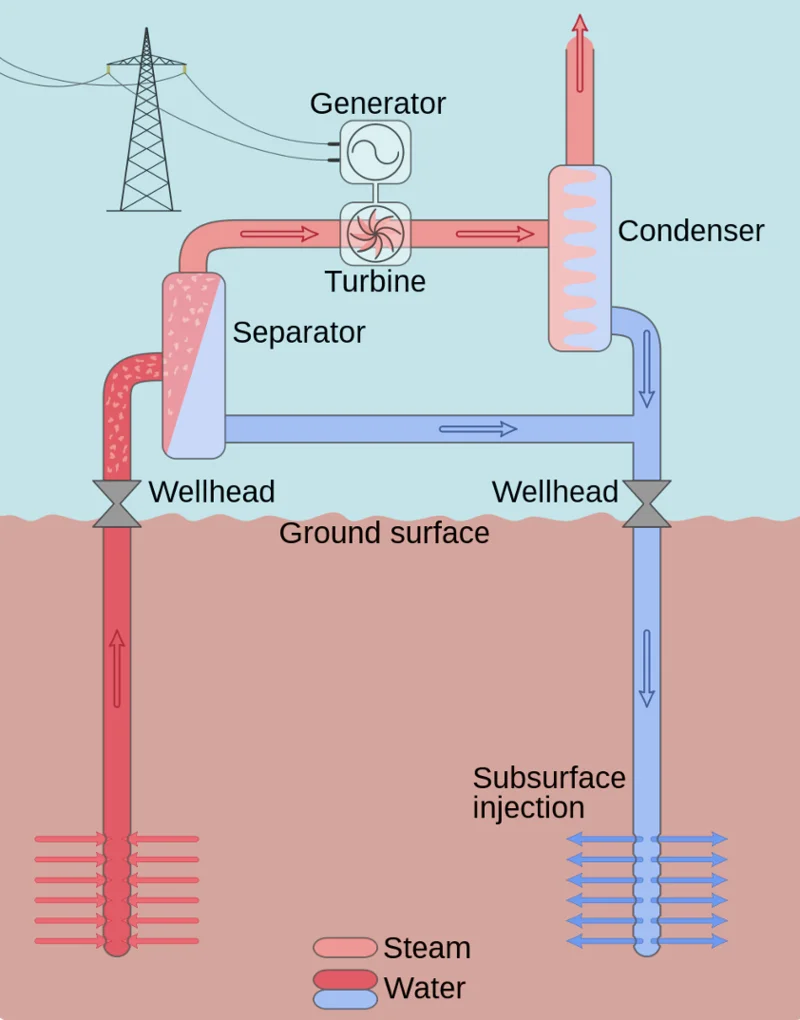 Generator
Condenser
Turbine
Separator
Wellhead
Wellhead
Ground surface
Subsurface
injection
Steam
Water